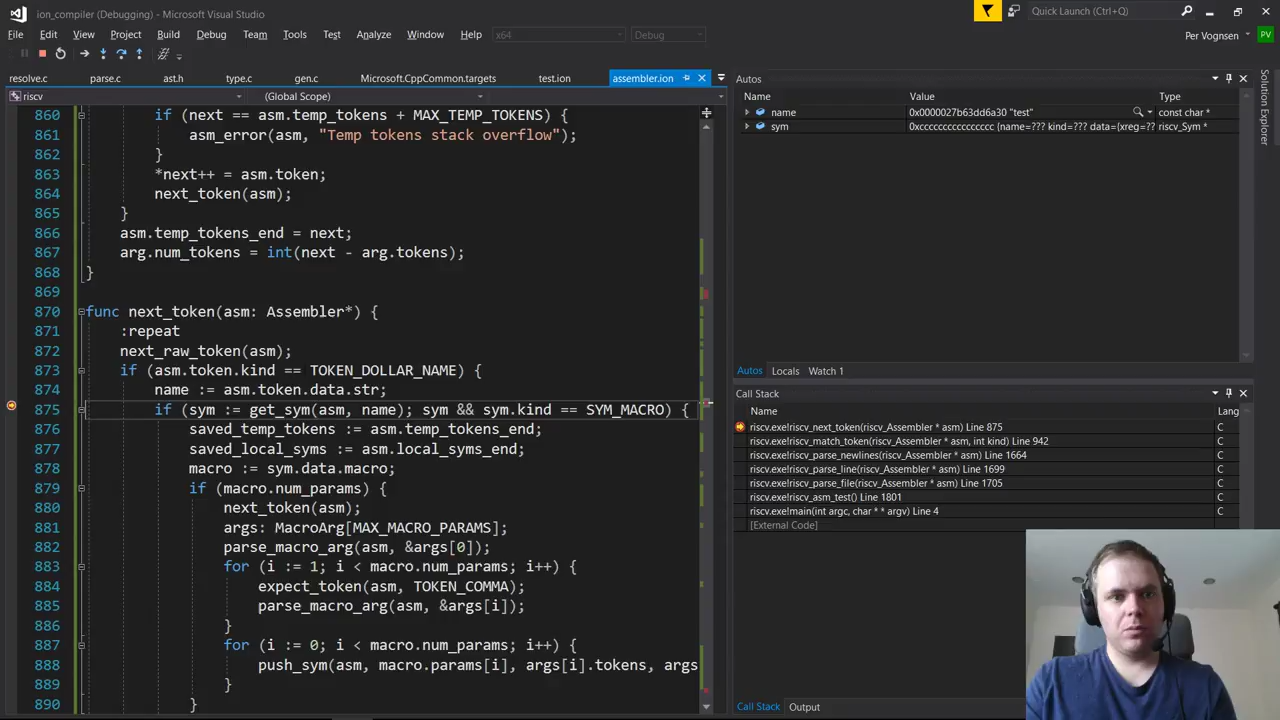 ion_compiler (Debugging) - Microsoft Visual Studio
Quick Launch (Ctrl+Q)
File Edit View Project Build Debug Team Tools Test Analyze Window Help x64 Debug
Per Vognsen PV
resolve.c parse.c ast.h type.c gen.c Microsoft.CppCommon.targets test.ion assembler.ion
riscv (Global Scope)
860 if (next == asm.temp_tokens + MAX_TEMP_TOKENS) {
861 asm_error(asm, "Temp tokens stack overflow");
862 }
863 *next++ = asm.token;
864 next_token(asm);
865 }
866 asm.temp_tokens_end = next;
867 arg.num_tokens = int(next - arg.tokens);
868 }
869
870 func next_token(asm: Assembler*) {
871 :repeat
872 next_raw_token(asm);
873 if (asm.token.kind == TOKEN_DOLLAR_NAME) {
874 name := asm.token.data.str;
875 if (sym := get_sym(asm, name); sym && sym.kind == SYM_MACRO) {
876 saved_temp_tokens := asm.temp_tokens_end;
877 saved_local_syms := asm.local_syms_end;
878 macro := sym.data.macro;
879 if (macro.num_params) {
880 next_token(asm);
881 args: MacroArg[MAX_MACRO_PARAMS];
882 parse_macro_arg(asm, &args[0]);
883 for (i := 1; i < macro.num_params; i++) {
884 expect_token(asm, TOKEN_COMMA);
885 parse_macro_arg(asm, &args[i]);
886 }
887 for (i := 0; i < macro.num_params; i++) {
888 push_sym(asm, macro.params[i], args[i].tokens, args
889 }
890 }
Autos
Name Value Type
name 0x0000027b63dd6a30 "test" const char *
sym 0xcccccccccccccccc {name=??? kind=??? data={xreg=?? riscv_Sym *
Autos Locals Watch 1
Call Stack
Name Lang
riscv.exe!riscv_next_token(riscv_Assembler * asm) Line 875 C
riscv.exe!riscv_match_token(riscv_Assembler * asm, int kind) Line 942 C
riscv.exe!riscv_parse_newlines(riscv_Assembler * asm) Line 1664 C
riscv.exe!riscv_parse_line(riscv_Assembler * asm) Line 1699 C
riscv.exe!riscv_parse_file(riscv_Assembler * asm) Line 1705 C
riscv.exe!riscv_asm_test() Line 1801 C
riscv.exe!main(int argc, char * * argv) Line 4 C
[External Code]
Call Stack Output
Solution Explorer